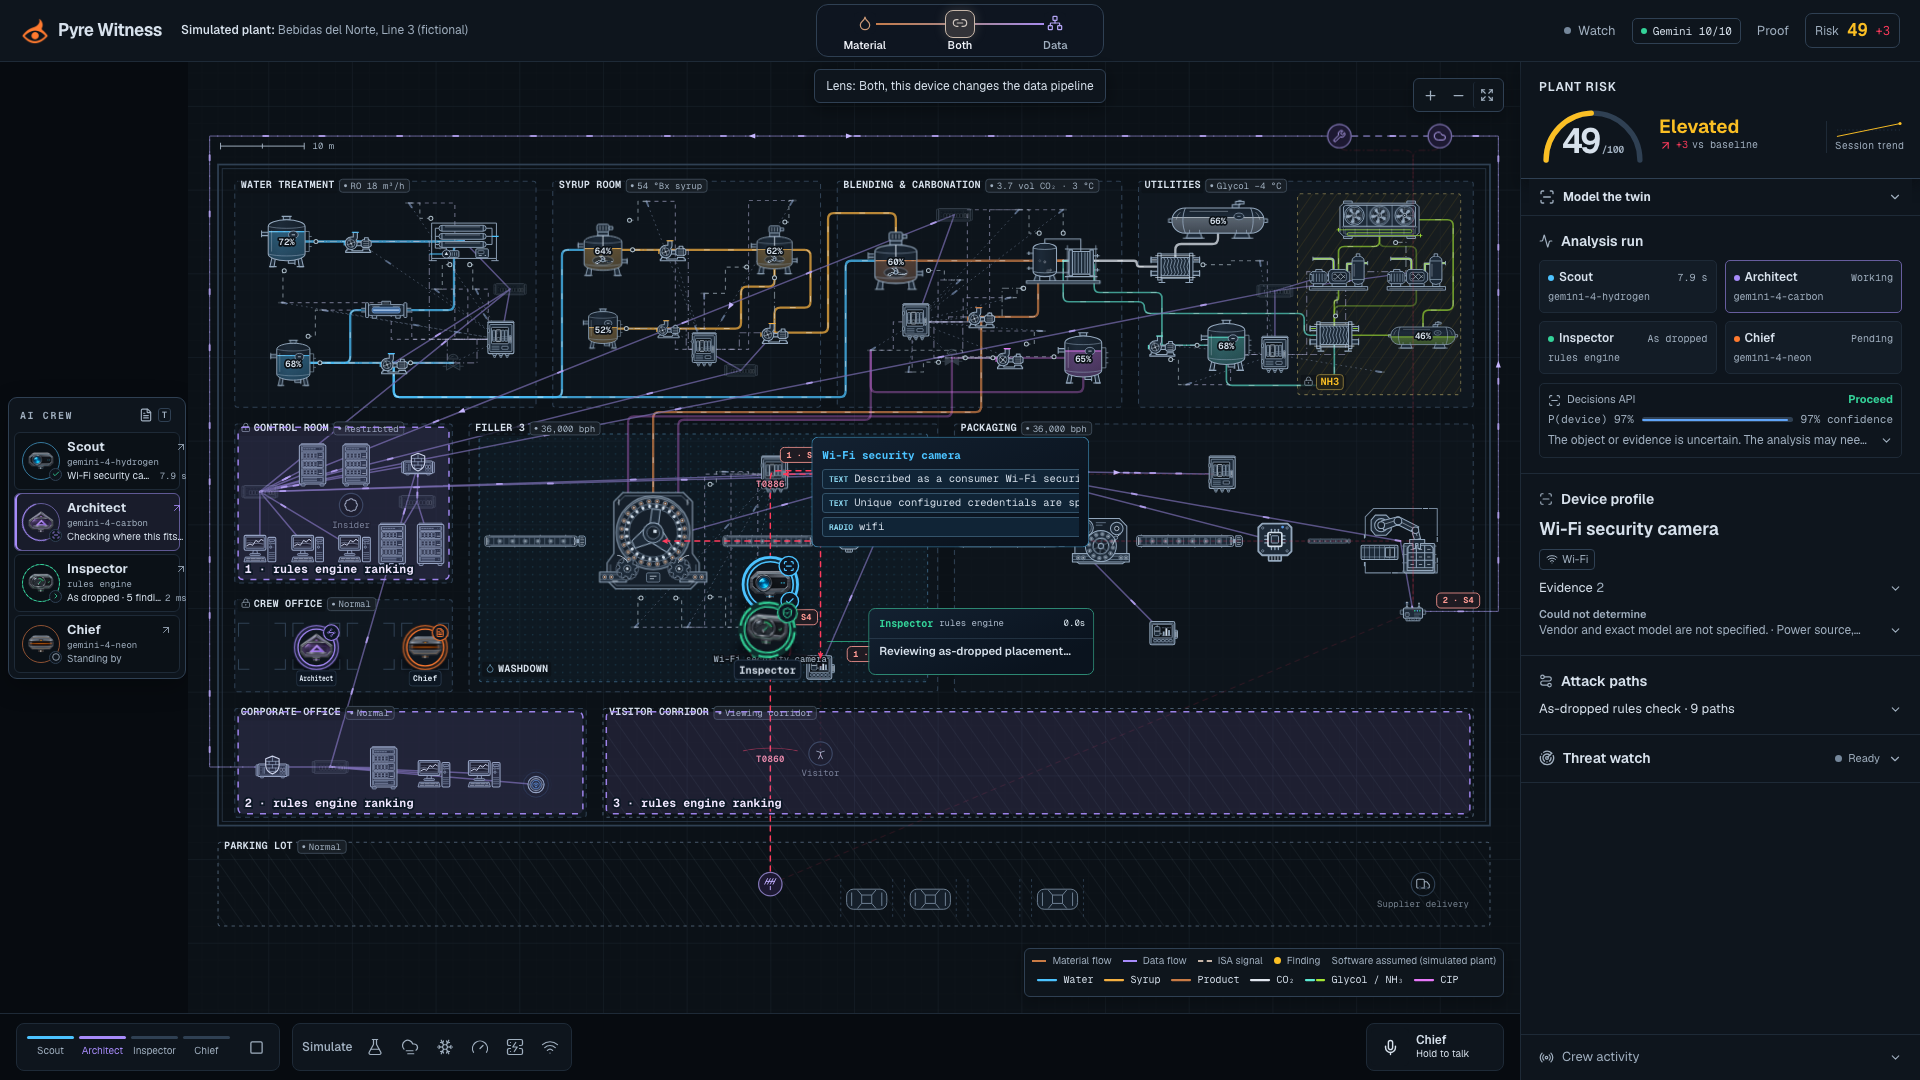 Pyre Witness
Simulated plant: Bebidas del Norte, Line 3 (fictional)
Material
Both
Data
Watch
Gemini 10/10
Proof
Risk 49 +3
Lens: Both, this device changes the data pipeline
10 m
WATER TREATMENT • RO 18 m³/h
SYRUP ROOM • 54 °Bx syrup
BLENDING & CARBONATION • 3.7 vol CO₂ · 3 °C
UTILITIES • Glycol −4 °C
72%
68%
64%
62%
52%
60%
65%
66%
68%
46%
NH3
AI CREW
T
Scout
gemini-4-hydrogen
Wi-Fi security ca… 7.9 s
Architect
gemini-4-carbon
Checking where this fits…
Inspector
rules engine
As dropped · 5 findi… 2 ms
Chief
gemini-4-neon
Standing by
CONTROL ROOM • Restricted
Insider
1 · rules engine ranking
FILLER 3 • 36,000 bph
PACKAGING • 36,000 bph
1 · S
T0886
Wi-Fi security camera
TEXT Described as a consumer Wi-Fi securi
TEXT Unique configured credentials are sp
RADIO wifi
S4
2 · S4
1 ·
Inspector rules engine 0.0s
Reviewing as-dropped placement…
Wi-Fi security camera
Inspector
WASHDOWN
CREW OFFICE • Normal
Architect
Chief
CORPORATE OFFICE • Normal
2 · rules engine ranking
VISITOR CORRIDOR • Viewing corridor
T0860
Visitor
3 · rules engine ranking
PARKING LOT • Normal
Supplier delivery
Material flow
Data flow
ISA signal
Finding
Software assumed (simulated plant)
Water
Syrup
Product
CO₂
Glycol / NH₃
CIP
Scout
Architect
Inspector
Chief
Simulate
Chief
Hold to talk
PLANT RISK
49 /100
Elevated
+3 vs baseline
Session trend
Model the twin
Analysis run
Scout 7.9 s
gemini-4-hydrogen
Architect Working
gemini-4-carbon
Inspector As dropped
rules engine
Chief Pending
gemini-4-neon
Decisions API Proceed
P(device) 97% 97% confidence
The object or evidence is uncertain. The analysis may nee…
Device profile
Wi-Fi security camera
Wi-Fi
Evidence 2
Could not determine
Vendor and exact model are not specified. · Power source,…
Attack paths
As-dropped rules check · 9 paths
Threat watch
Ready
Crew activity